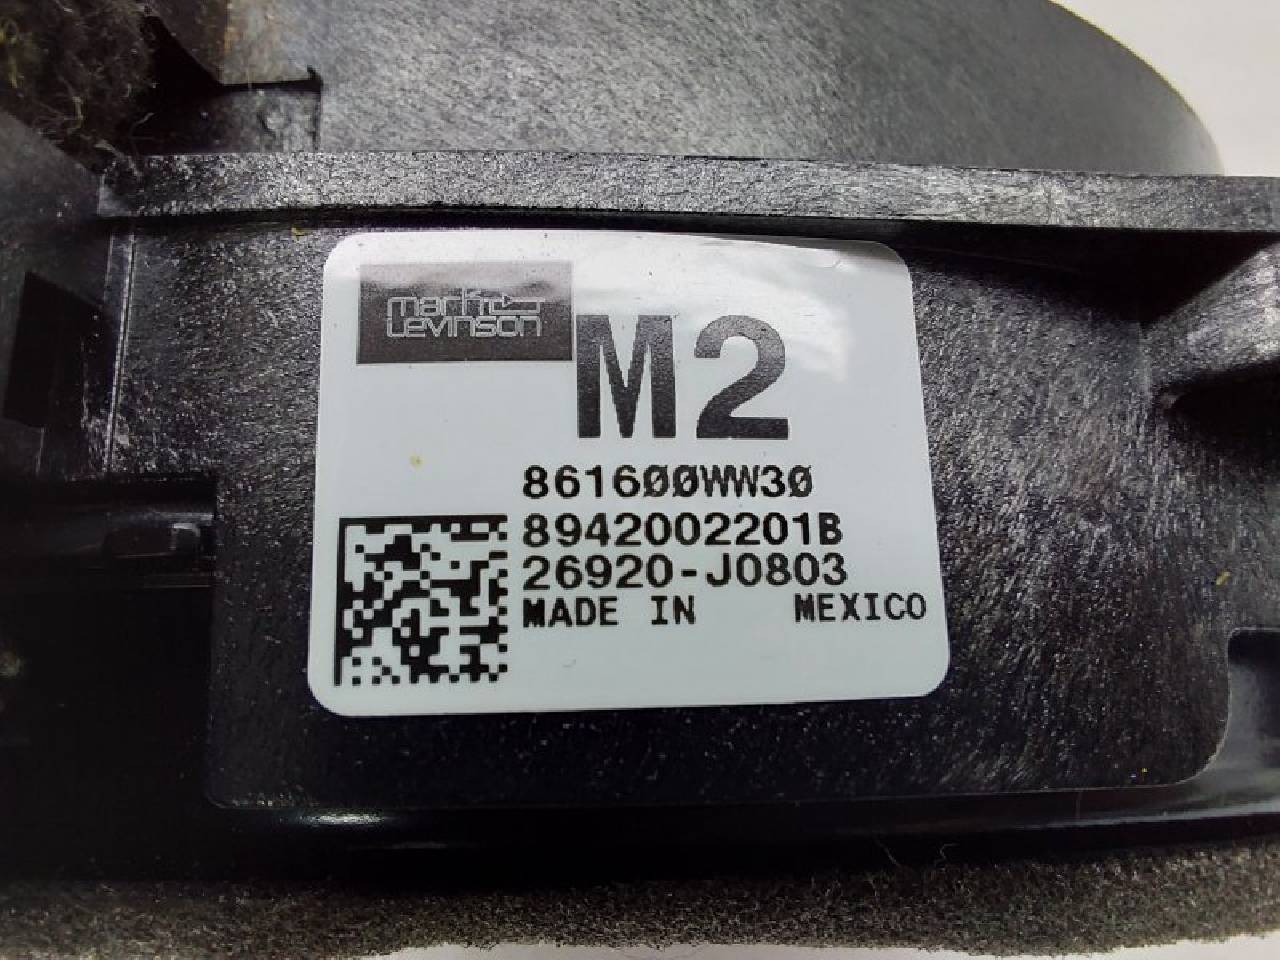 mark
Levinson
M2
861600WW30
8942002201B
26920-J0803
MADE IN MEXICO